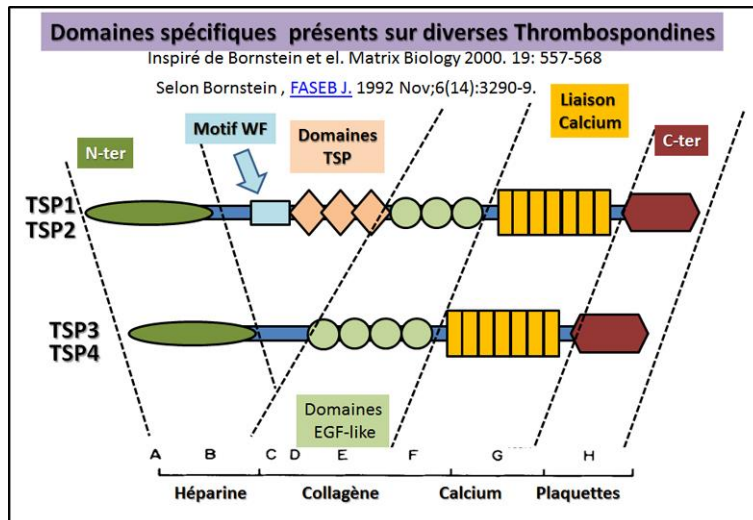 Domaines spécifiques présents sur diverses Thrombospondines
Inspiré de Bornstein et el. Matrix Biology 2000. 19: 557-568
Selon Bornstein , FASEB J. 1992 Nov;6(14):3290-9.
Liaison
Calcium
Motif WF
Domaines
TSP
N-ter
C-ter
TSP1
TSP2
TSP3
TSP4
Domaines
EGF-like
A B C D E F G H
Héparine Collagène Calcium Plaquettes